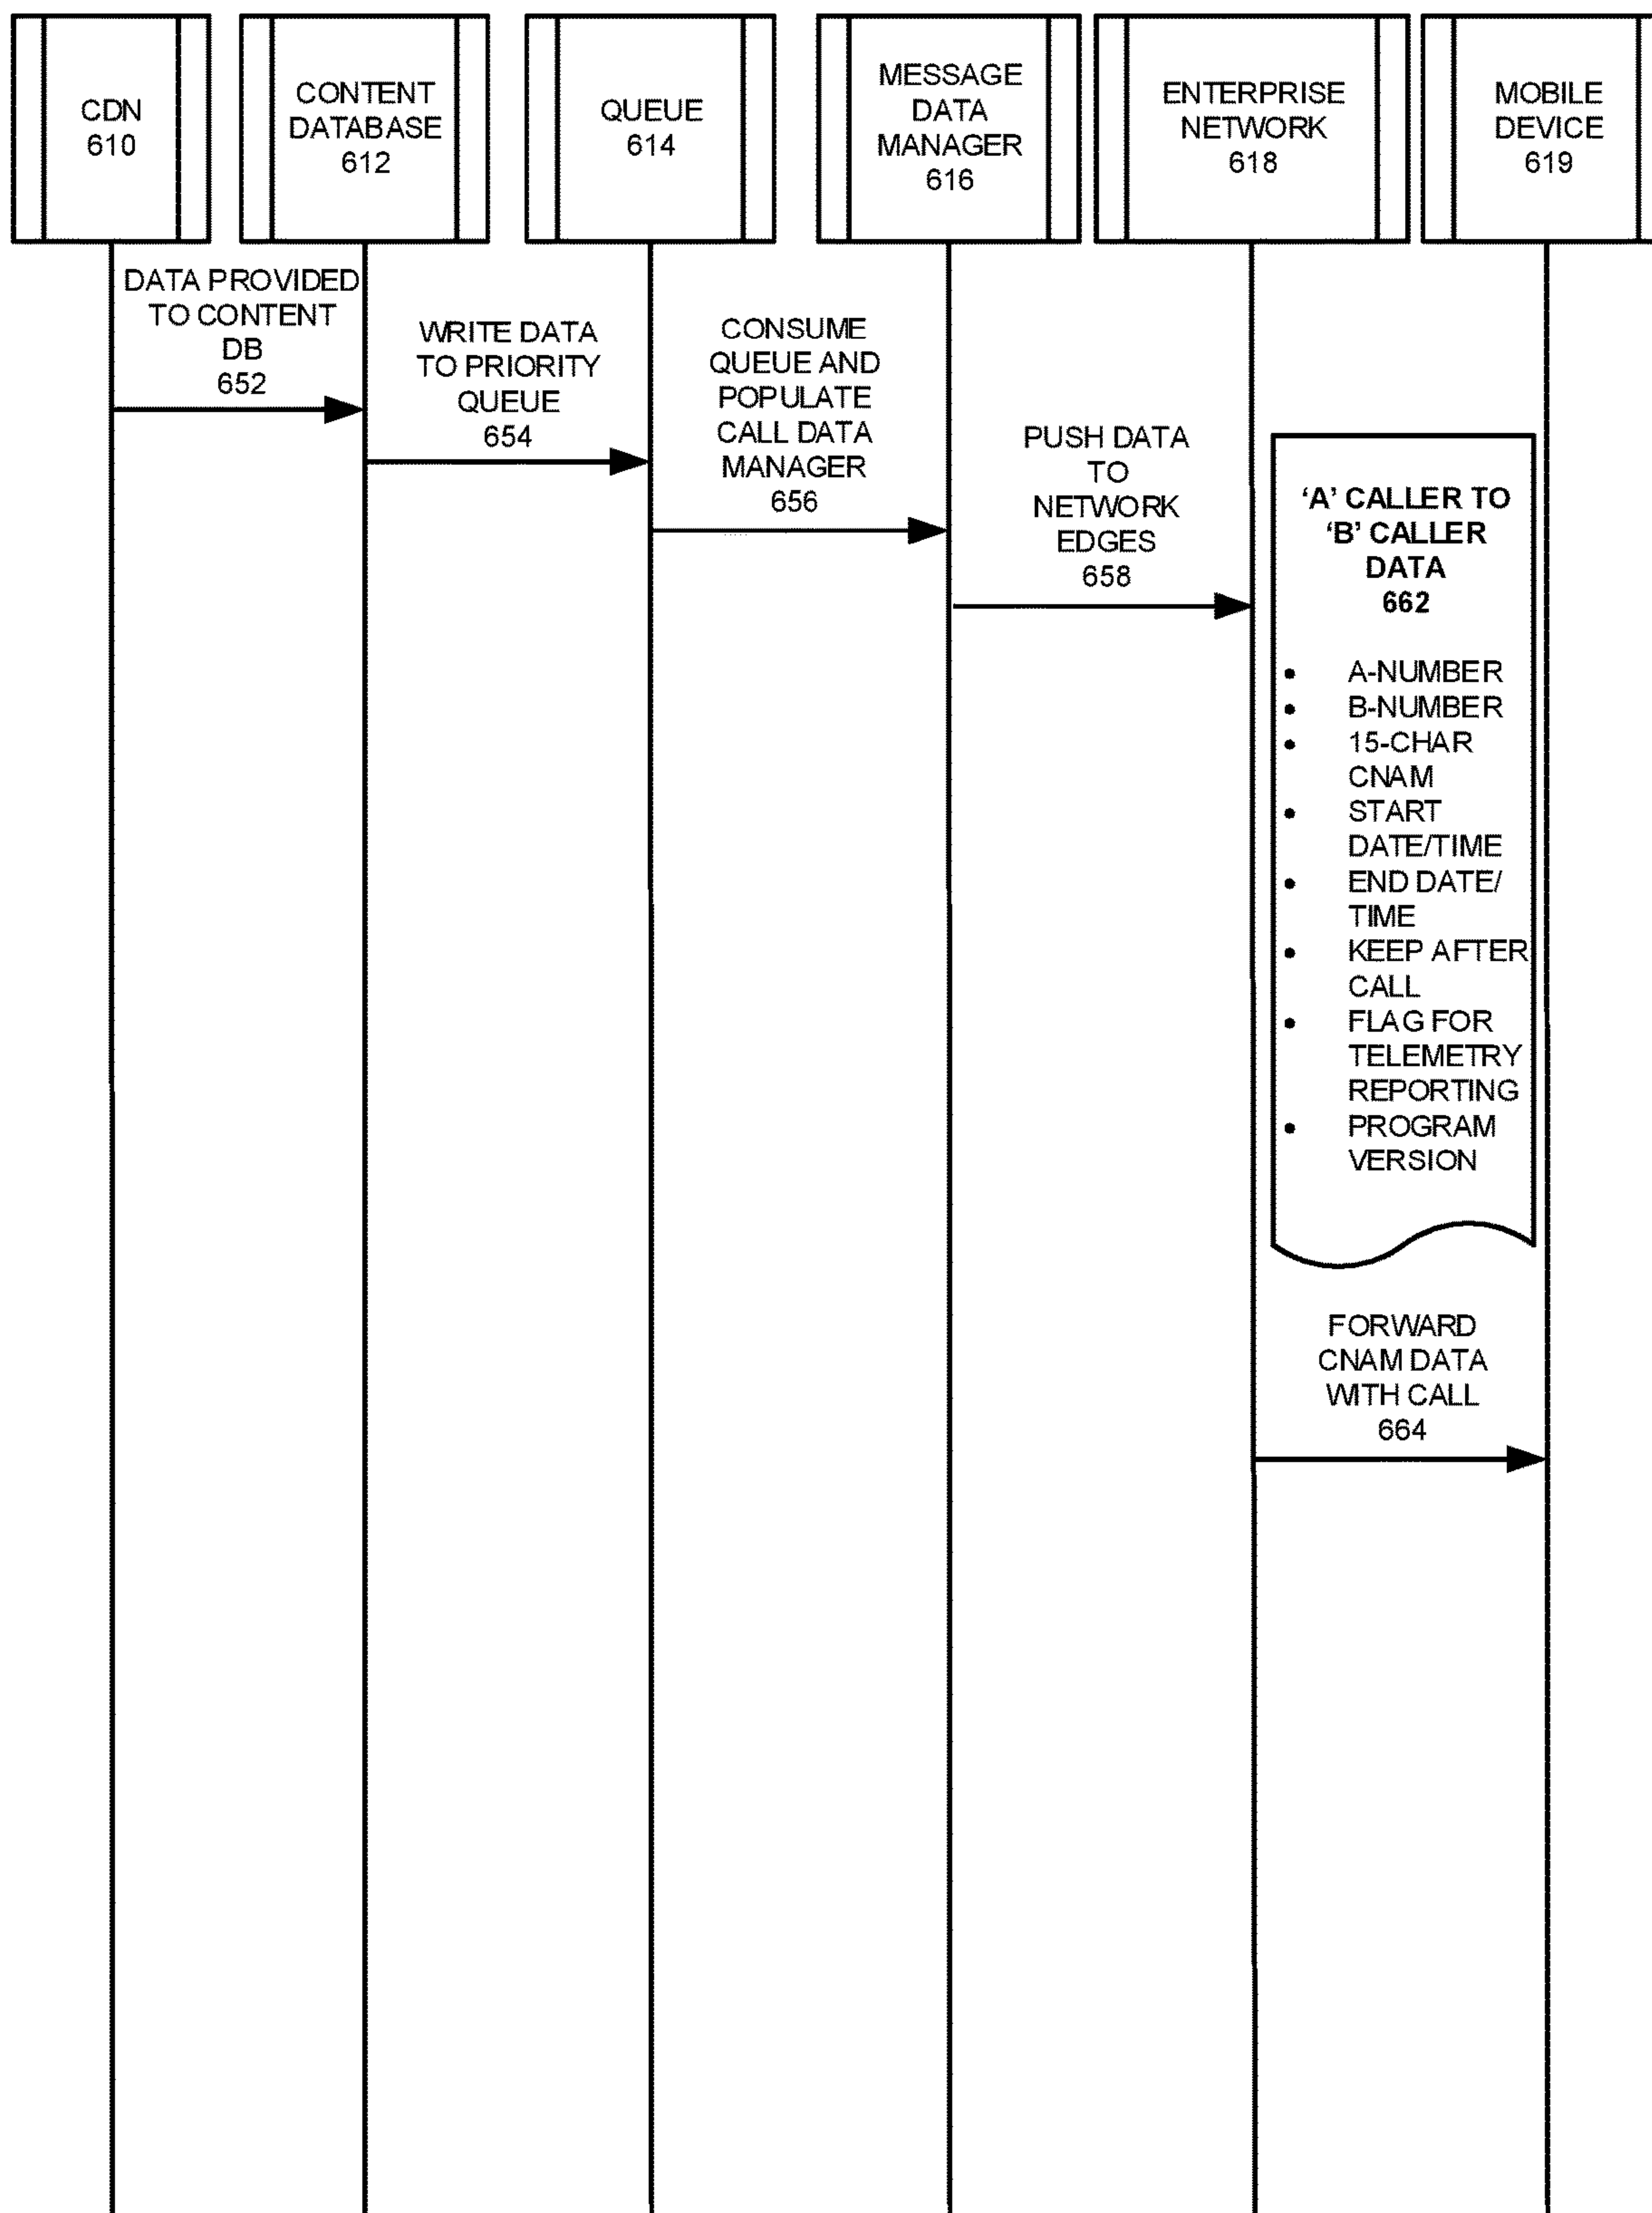 CDN
610
CONTENT
DATABASE
612
QUEUE
614
MESSAGE
DATA
MANAGER
616
ENTERPRISE
NETWORK
618
MOBILE
DEVICE
619
DATA PROVIDED
TO CONTENT
DB
652
WRITE DATA
TO PRIORITY
QUEUE
654
CONSUME
QUEUE AND
POPULATE
CALL DATA
MANAGER
656
PUSH DATA
TO
NETWORK
EDGES
658
‘A’ CALLER TO
‘B’ CALLER
DATA
662
• A-NUMBER
• B-NUMBER
• 15-CHAR
CNAM
• START
DATE/TIME
• END DATE/
TIME
• KEEP AFTER
CALL
• FLAG FOR
TELEMETRY
REPORTING
• PROGRAM
VERSION
FORWARD
CNAM DATA
WITH CALL
664